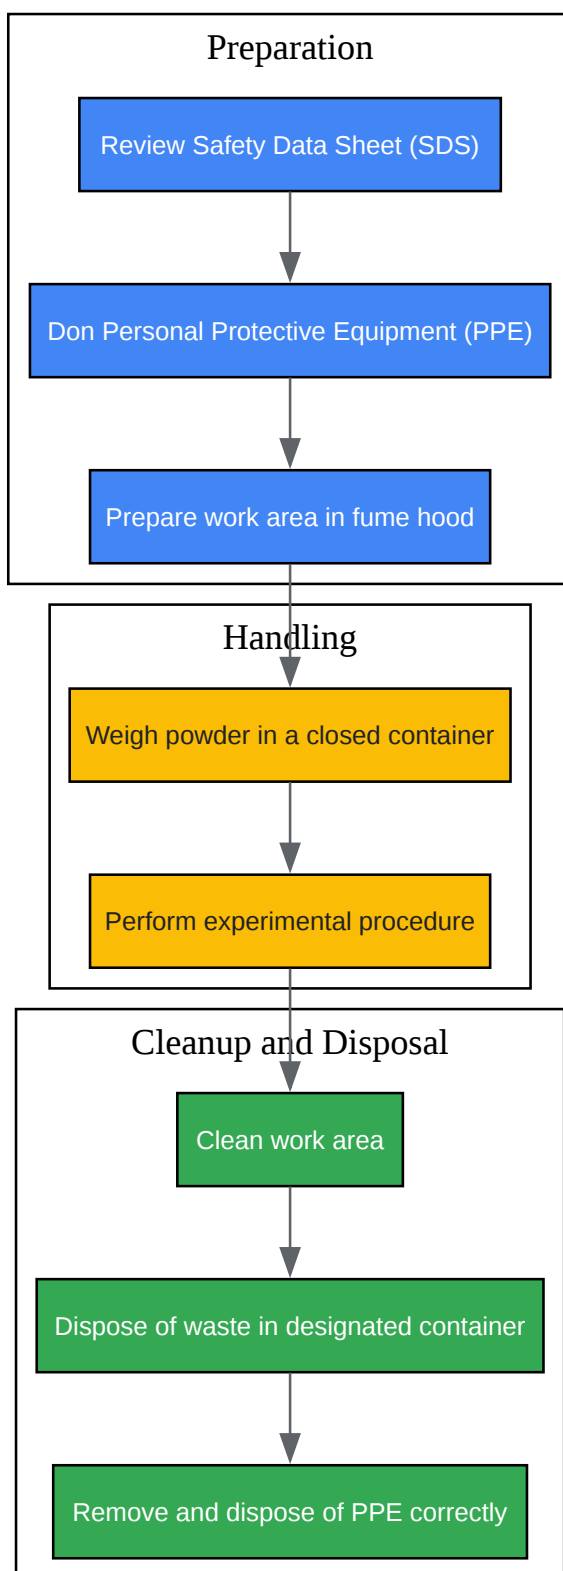 Preparation
Review Safety Data Sheet (SDS)
Don Personal Protective Equipment (PPE)
Prepare work area in fume hood
Handling
Weigh powder in a closed container
Perform experimental procedure
Cleanup and Disposal
Clean work area
Dispose of waste in designated container
Remove and dispose of PPE correctly